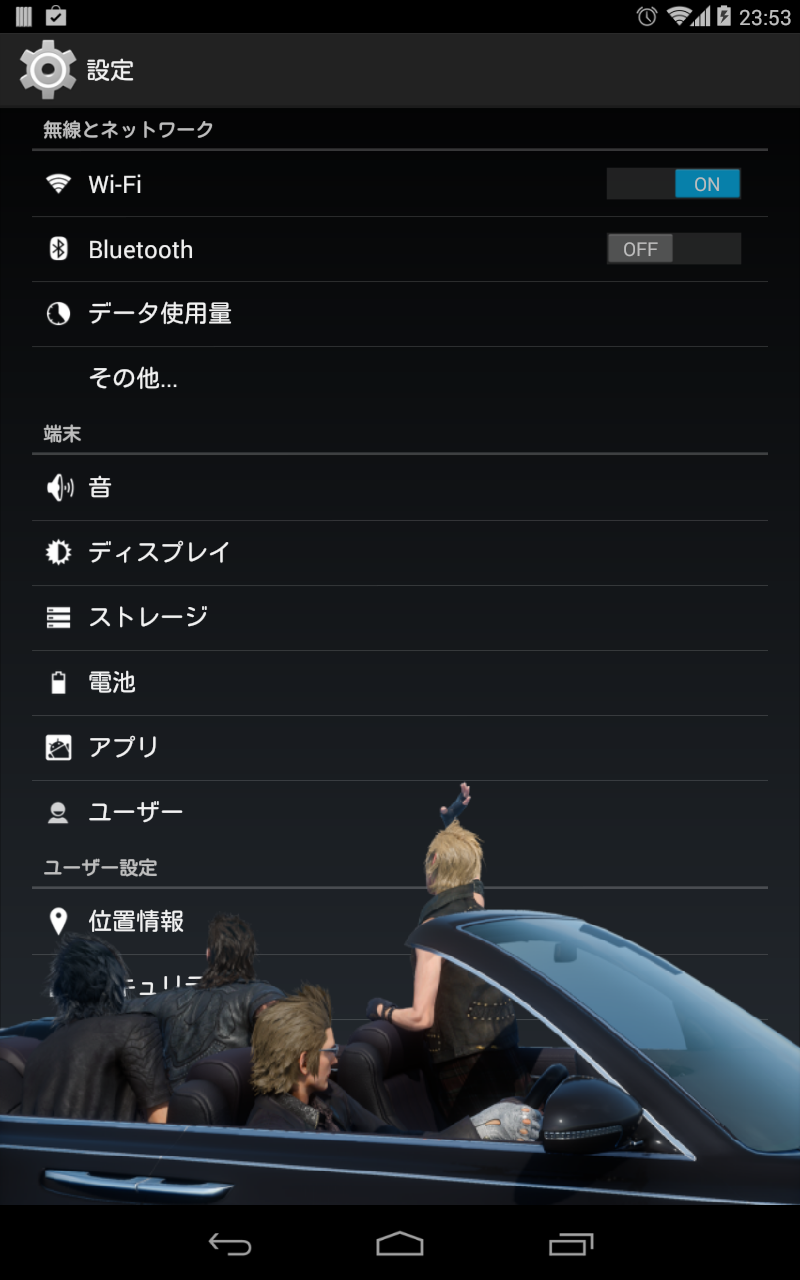 23:53
設定
無線とネットワーク
Wi-Fi
ON
Bluetooth
OFF
データ使用量
その他...
端末
音
ディスプレイ
ストレージ
電池
アプリ
ユーザー
ユーザー設定
位置情報